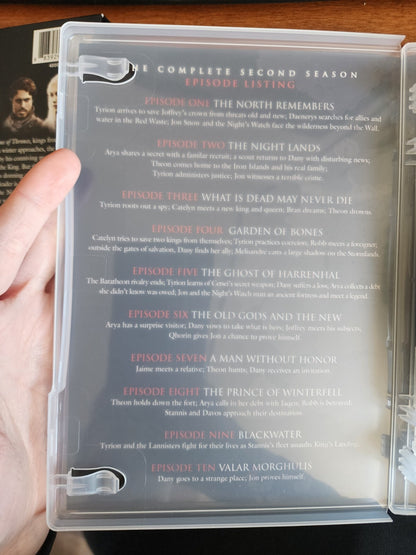 THE COMPLETE SECOND SEASON
EPISODE LISTING
EPISODE ONE THE NORTH REMEMBERS
Tyrion arrives to save Joffrey's crown from threats old and new; Daenerys searches for allies and
water in the Red Waste; Jon Snow and the Night's Watch face the wilderness beyond the Wall.
EPISODE TWO THE NIGHT LANDS
Arya shares a secret with a familiar recruit; a scout returns to Dany with disturbing news;
Theon comes home to the Iron Islands and his real family;
Tyrion administers justice; Jon witnesses a terrible crime.
EPISODE THREE WHAT IS DEAD MAY NEVER DIE
Tyrion roots out a spy; Catelyn meets a new king and queen; Bran dreams; Theon drowns.
EPISODE FOUR GARDEN OF BONES
Catelyn tries to save two kings from themselves; Tyrion practices coercion; Robb meets a foreigner;
outside the gates of salvation, Dany finds her ally; Melisandre casts a large shadow on the Stormlands.
EPISODE FIVE THE GHOST OF HARRENHAL
The Baratheon rivalry ends; Tyrion learns of Cersei's secret weapon; Dany suffers a loss; Arya collects a debt
she didn't know was owed; Jon and the Night's Watch man an ancient fortress and meet a legend.
EPISODE SIX THE OLD GODS AND THE NEW
Arya has a surprise visitor; Dany vows to take what is hers; Joffrey meets his subjects;
Qhorin gives Jon a chance to prove himself.
EPISODE SEVEN A MAN WITHOUT HONOR
Jaime meets a relative; Theon hunts; Dany receives an invitation.
EPISODE EIGHT THE PRINCE OF WINTERFELL
Theon holds down the fort; Arya calls in her debt with Jaqen; Robb is betrayed;
Stannis and Davos approach their destination.
EPISODE NINE BLACKWATER
Tyrion and the Lannisters fight for their lives as Stannis's fleet assaults King's Landing.
EPISODE TEN VALAR MORGHULIS
Dany goes to a strange place; Jon proves himself.